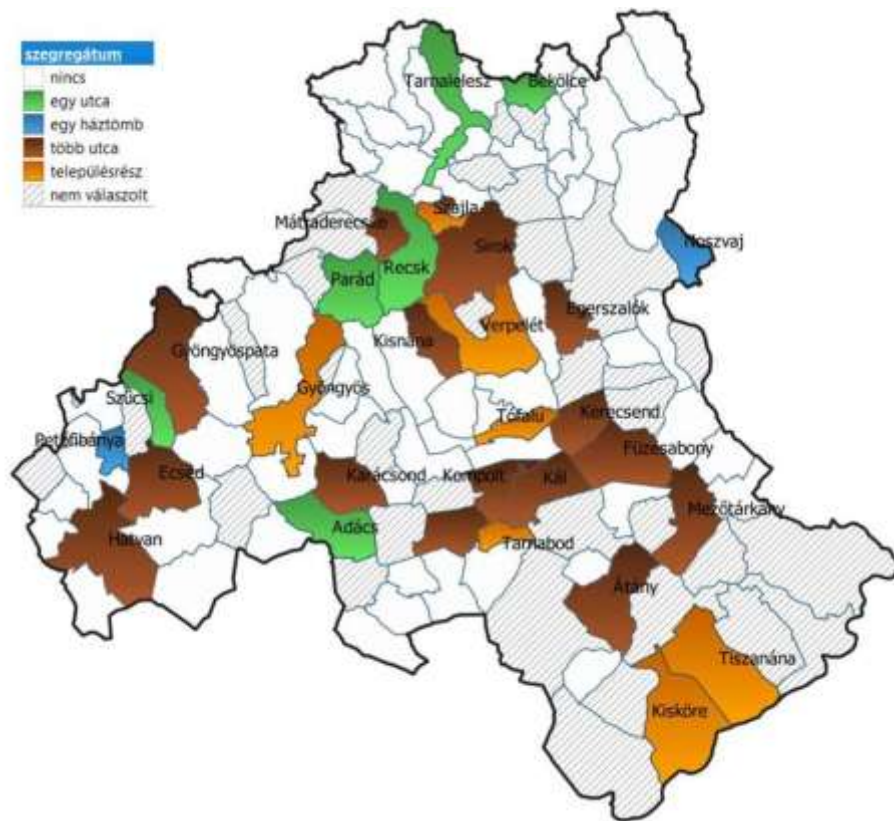 szegregátum
nincs
egy utca
egy háztömb
több utca
településrész
nem válaszolt
Tarnalelesz
Bekölce
Szajla
Mátraderecske
Sirok
Noszvaj
Recsk
Parád
Egerszalók
Verpelét
Kisnána
Gyöngyöspata
Gyöngyös
Szűcsi
Tófalu
Kerecsend
Petőfibánya
Füzesabony
Ecséd
Karácsond
Kompolt
Kál
Mezőtárkány
Adács
Hatvan
Tarnabod
Átány
Tiszanána
Kisköre